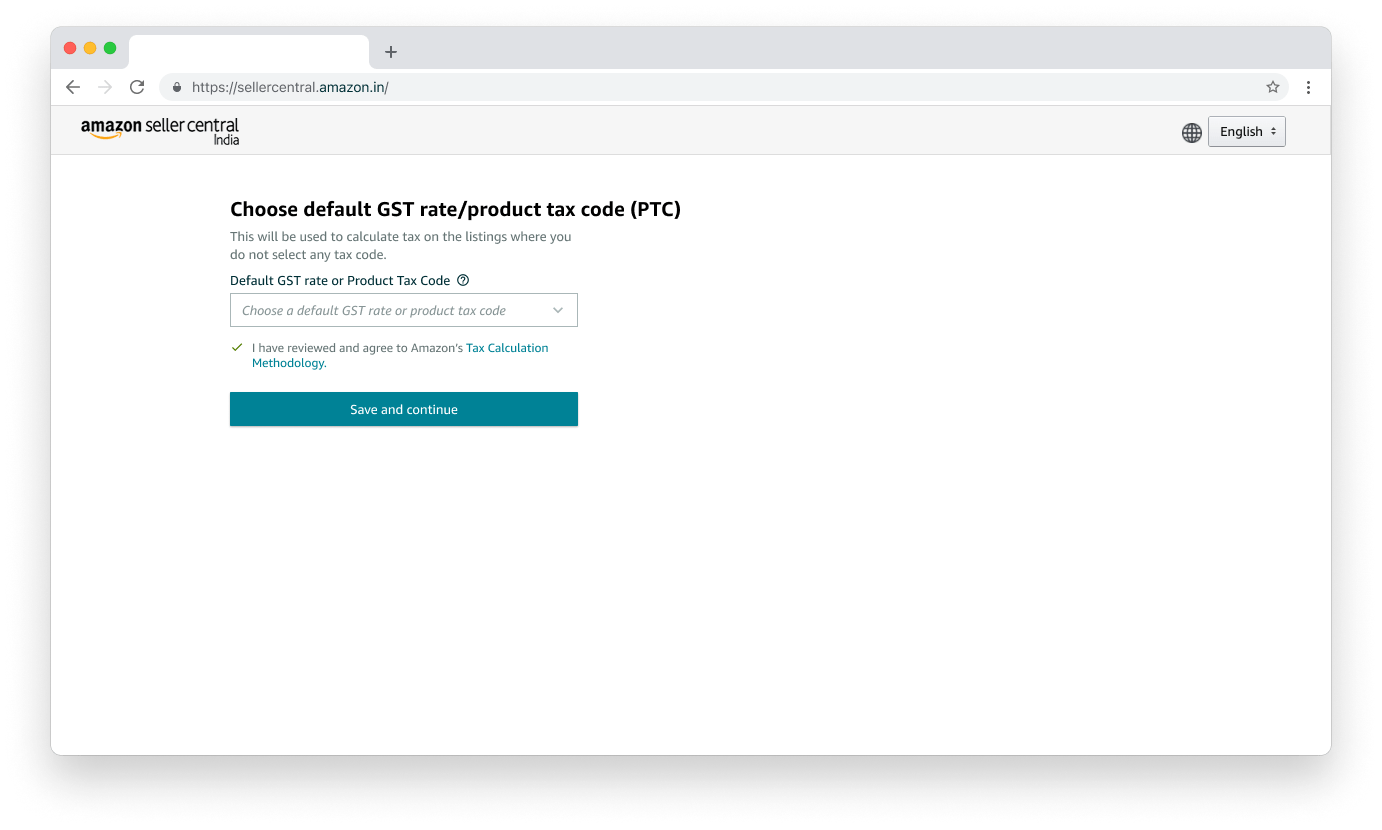 https://sellercentral.amazon.in/
amazon seller central
India
English
Choose default GST rate/product tax code (PTC)
This will be used to calculate tax on the listings where you
do not select any tax code.
Default GST rate or Product Tax Code
Choose a default GST rate or product tax code
I have reviewed and agree to Amazon’s Tax Calculation
Methodology.
Save and continue